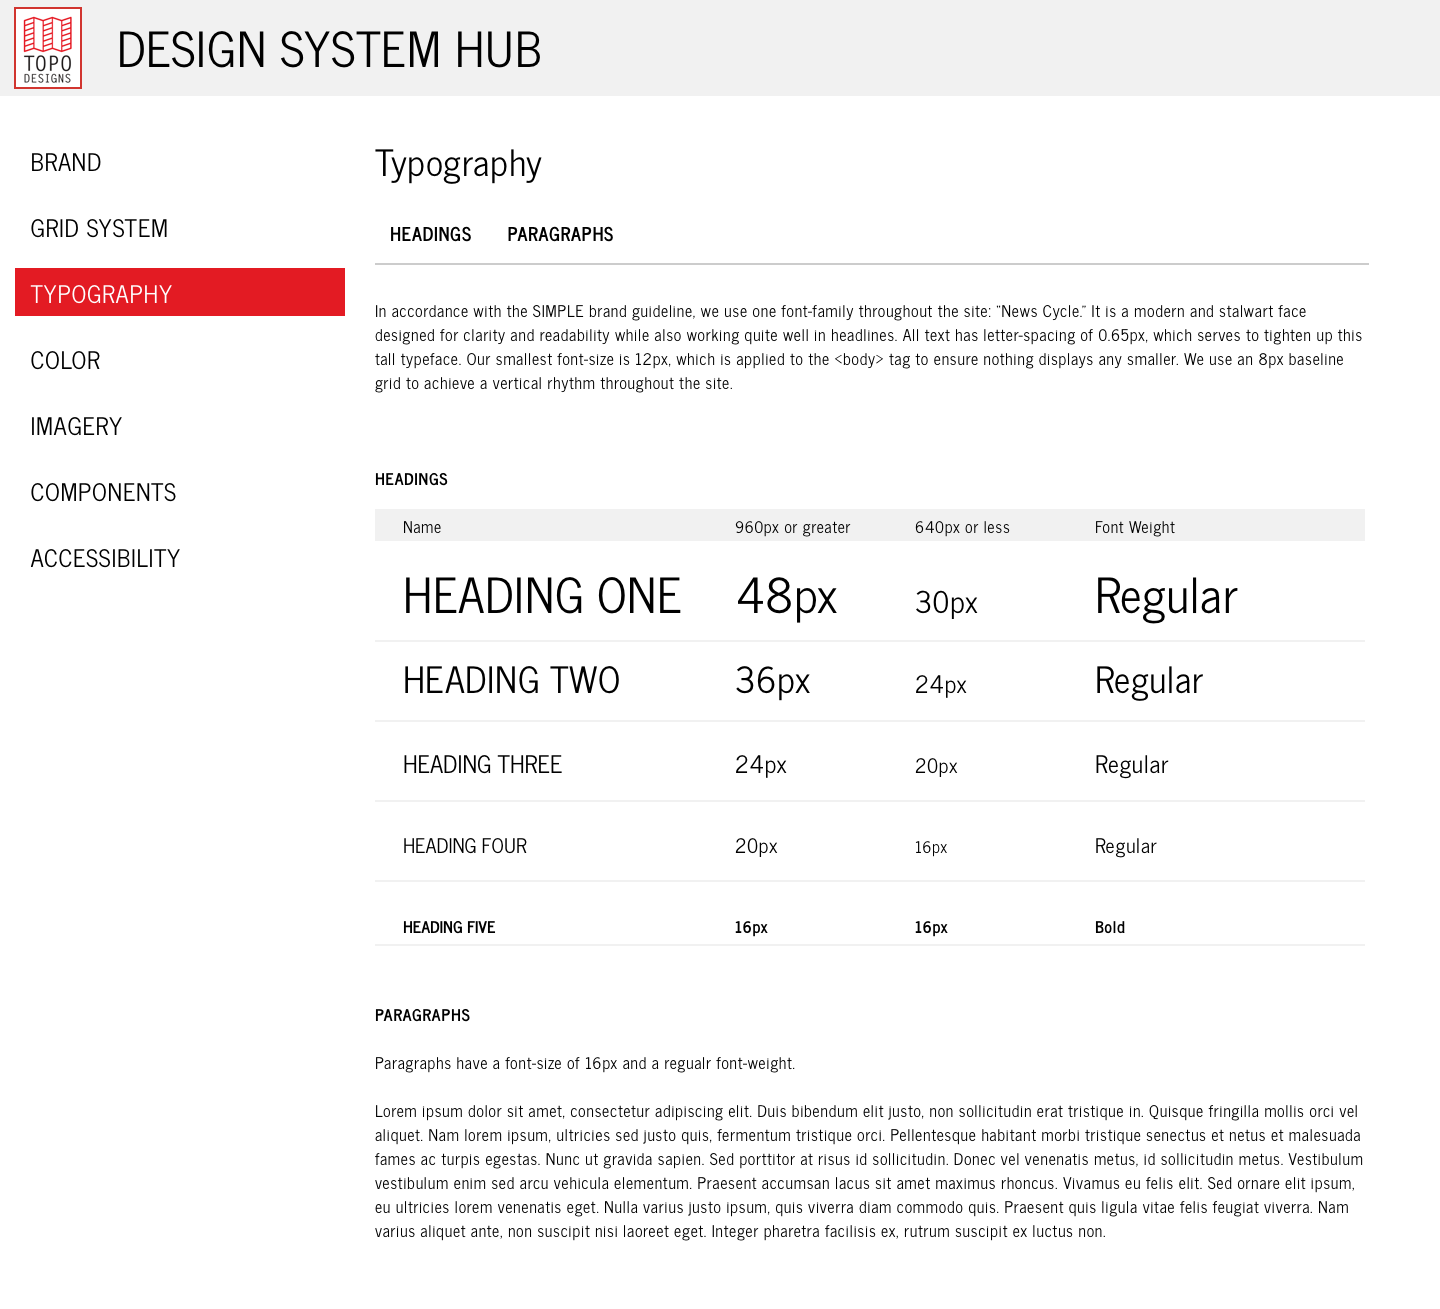 TOPO
DESIGNS
DESIGN SYSTEM HUB
BRAND
GRID SYSTEM
TYPOGRAPHY
COLOR
IMAGERY
COMPONENTS
ACCESSIBILITY
Typography
HEADINGS PARAGRAPHS
In accordance with the SIMPLE brand guideline, we use one font-family throughout the site: "News Cycle." It is a modern and stalwart face
designed for clarity and readability while also working quite well in headlines. All text has letter-spacing of 0.65px, which serves to tighten up this
tall typeface. Our smallest font-size is 12px, which is applied to the <body> tag to ensure nothing displays any smaller. We use an 8px baseline
grid to achieve a vertical rhythm throughout the site.
HEADINGS
Name 960px or greater 640px or less Font Weight
HEADING ONE 48px 30px Regular
HEADING TWO 36px 24px Regular
HEADING THREE 24px 20px Regular
HEADING FOUR 20px 16px Regular
HEADING FIVE 16px 16px Bold
PARAGRAPHS
Paragraphs have a font-size of 16px and a regualr font-weight.
Lorem ipsum dolor sit amet, consectetur adipiscing elit. Duis bibendum elit justo, non sollicitudin erat tristique in. Quisque fringilla mollis orci vel
aliquet. Nam lorem ipsum, ultricies sed justo quis, fermentum tristique orci. Pellentesque habitant morbi tristique senectus et netus et malesuada
fames ac turpis egestas. Nunc ut gravida sapien. Sed porttitor at risus id sollicitudin. Donec vel venenatis metus, id sollicitudin metus. Vestibulum
vestibulum enim sed arcu vehicula elementum. Praesent accumsan lacus sit amet maximus rhoncus. Vivamus eu felis elit. Sed ornare elit ipsum,
eu ultricies lorem venenatis eget. Nulla varius justo ipsum, quis viverra diam commodo quis. Praesent quis ligula vitae felis feugiat viverra. Nam
varius aliquet ante, non suscipit nisi laoreet eget. Integer pharetra facilisis ex, rutrum suscipit ex luctus non.